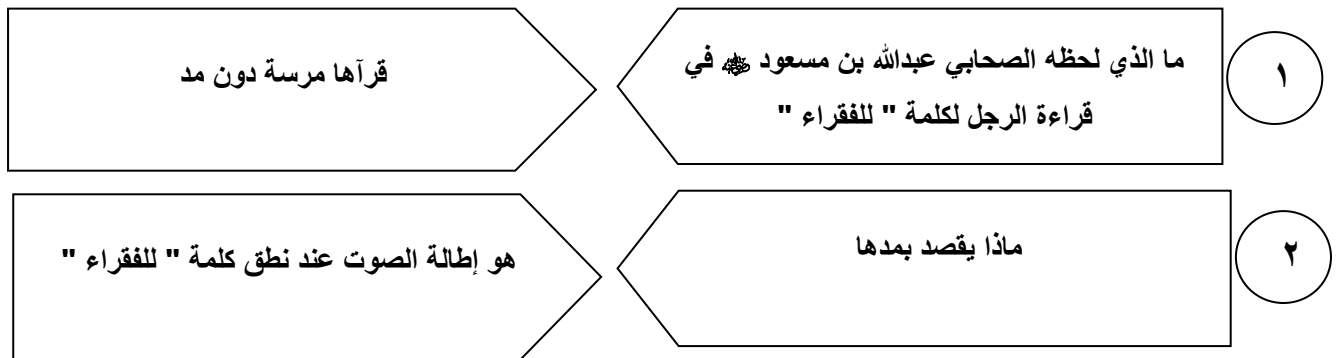 ١
ما الذي لحظه الصحابي عبدالله بن مسعود ﷺ في
قراءة الرجل لكلمة " للفقراء "
قرآها مرسة دون مد
٢
ماذا يقصد بمدها
هو إطالة الصوت عند نطق كلمة " للفقراء "